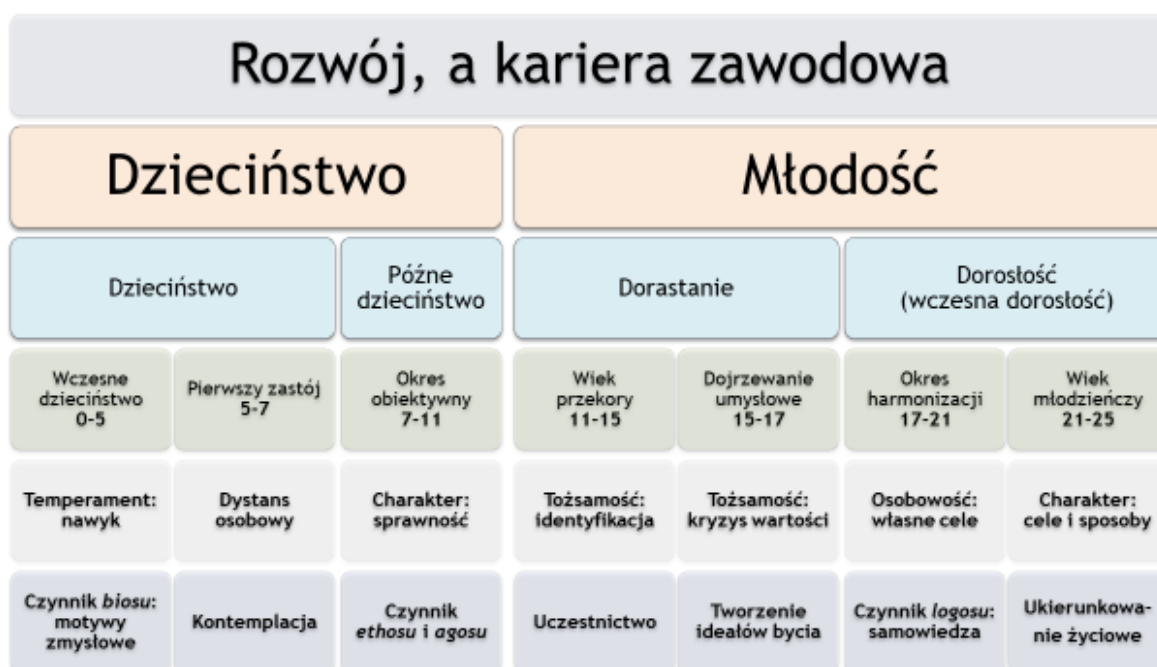 Rozwój, a kariera zawodowa
Dzieciństwo
Młodość
Dzieciństwo
Późne
dzieciństwo
Dorastanie
Dorosłość
(wczesna dorosłość)
Wczesne
dzieciństwo
0-5
Pierwszy zastój
5-7
Okres
obiektywny
7-11
Wiek
przekory
11-15
Dojrzewanie
umysłowe
15-17
Okres
harmonizacji
17-21
Wiek
młodzieńczy
21-25
Temperament:
nawyk
Dystans
osobowy
Charakter:
sprawność
Tożsamość:
identyfikacja
Tożsamość:
kryzys wartości
Osobowość:
własne cele
Charakter:
cele i sposoby
Czynnik biosu:
motywy
zmysłowe
Kontemplacja
Czynnik
ethosu i agosu
Uczestnictwo
Tworzenie
ideałów bycia
Czynnik logosu:
samowiedza
Ukierunkowa-
nie życiowe